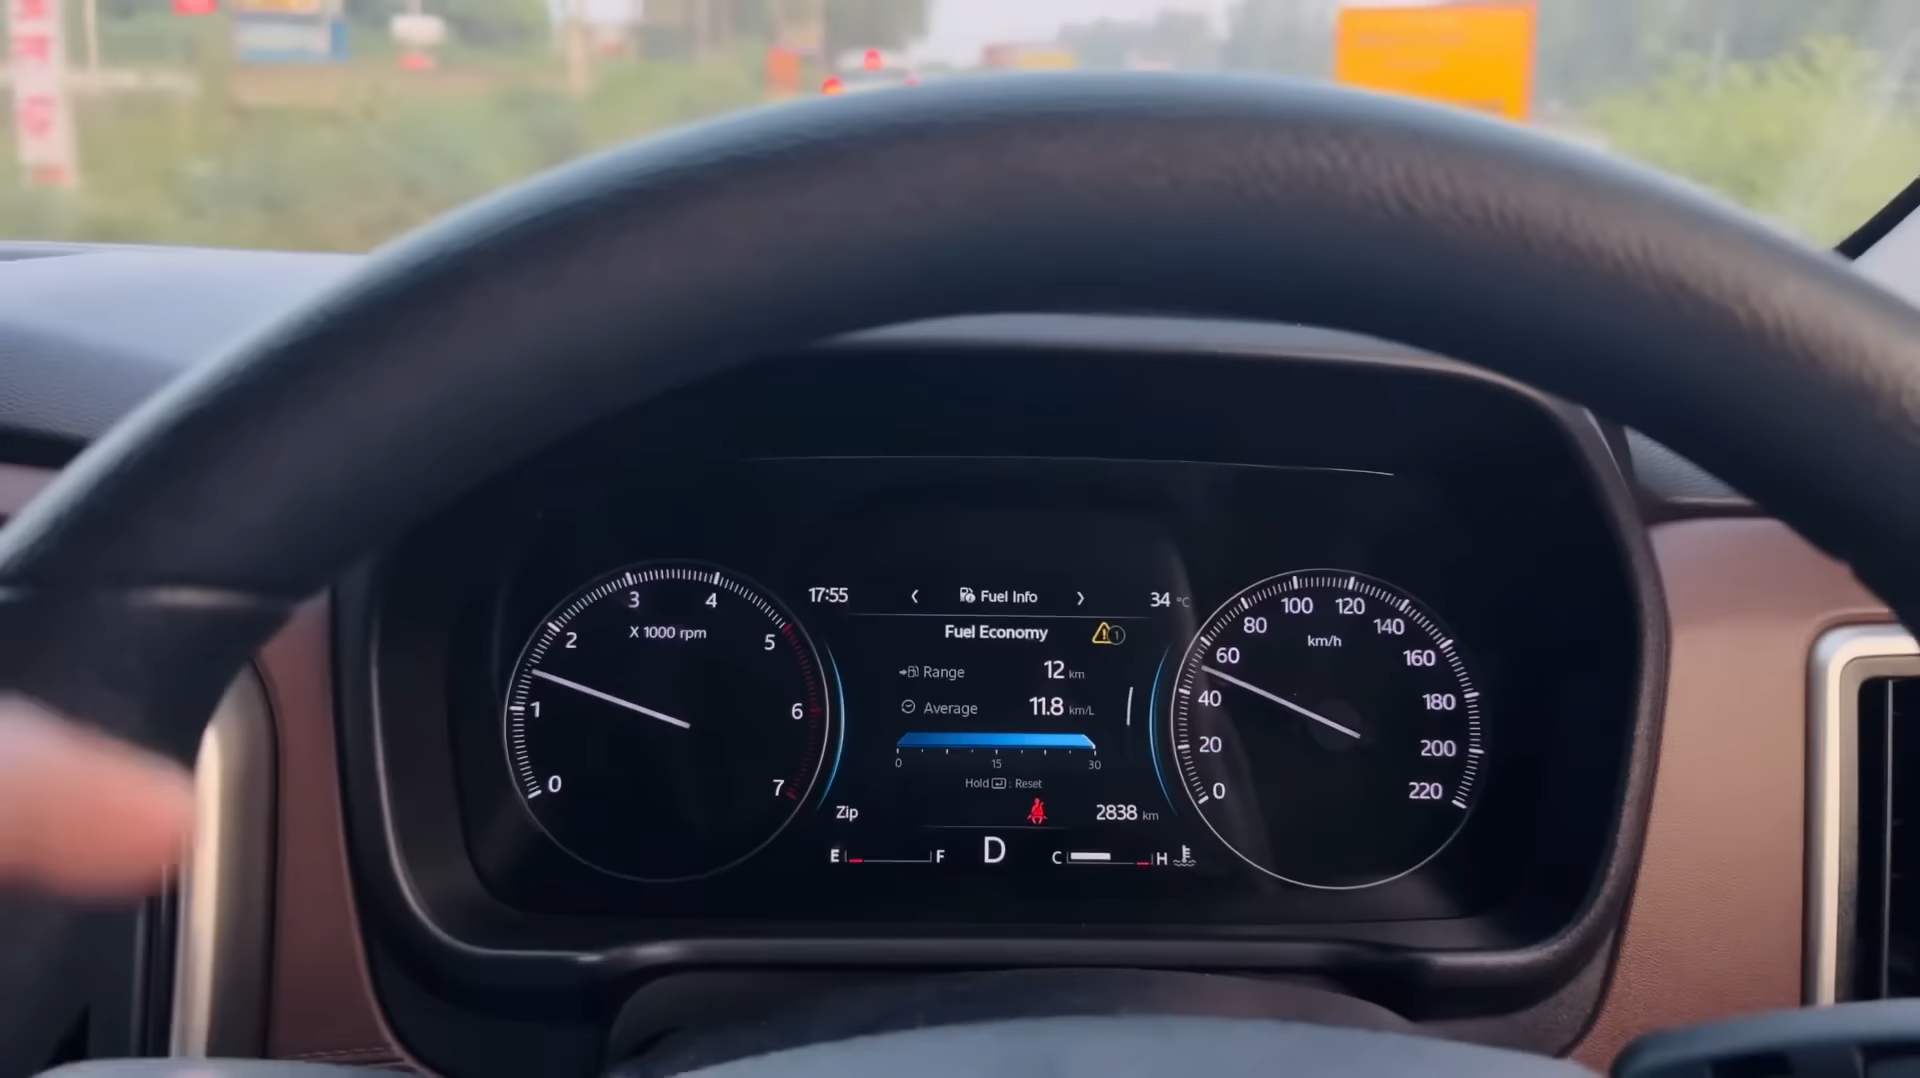 17:55
Fuel Info
34 °C
Fuel Economy
1
Range 12 km
Average 11.8 km/L
0 15 30
Hold : Reset
Zip
2838 km
E F
D
C H
0
1
2
3
4
5
6
7
X 1000 rpm
0
20
40
60
80
100
120
140
160
180
200
220
km/h